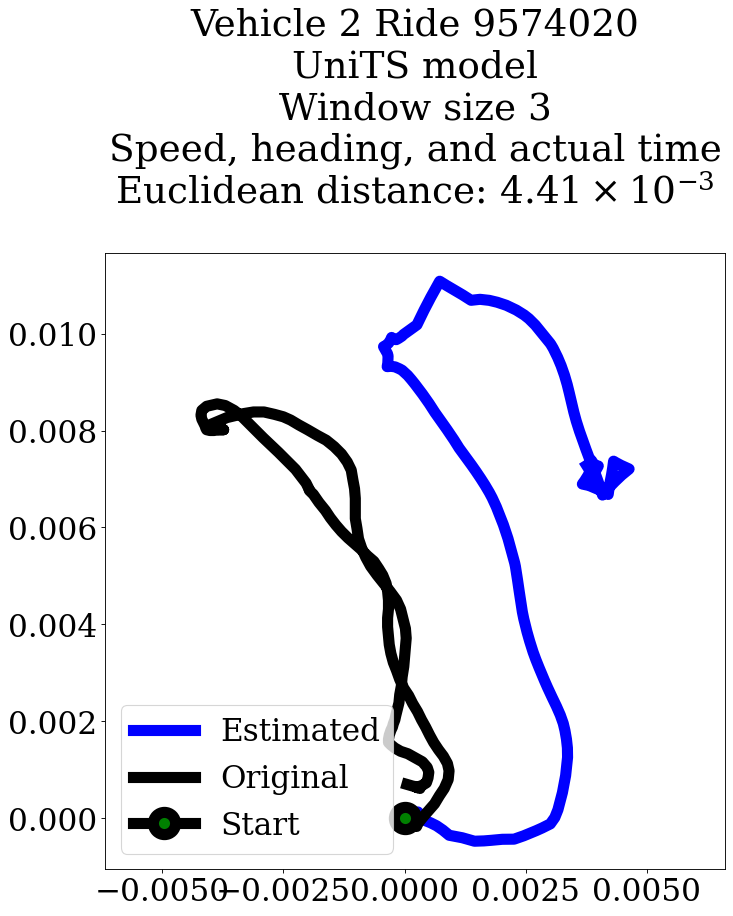 Vehicle 2 Ride 9574020
UniTS model
Window size 3
Speed, heading, and actual time
Euclidean distance: 4.41 × 10⁻³
0.010
0.008
0.006
0.004
0.002
0.000
Estimated
Original
Start
−0.0050 −0.0025 0.0000 0.0025 0.0050